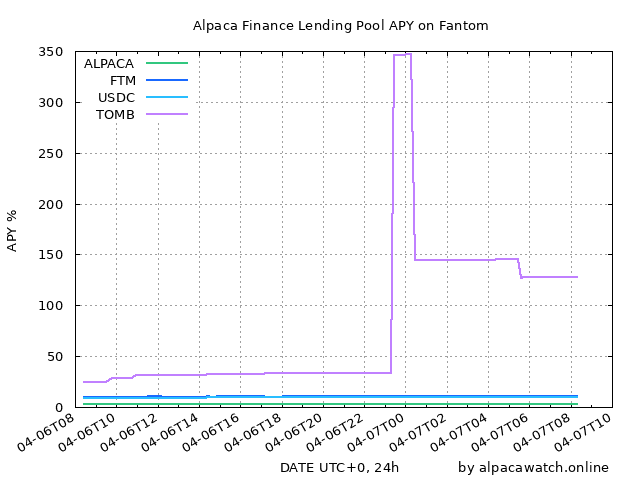 Alpaca Finance Lending Pool APY on Fantom
350
300
250
200
150
100
50
0
APY %
ALPACA
FTM
USDC
TOMB
04-06T08
04-06T10
04-06T12
04-06T14
04-06T16
04-06T18
04-06T20
04-06T22
04-07T00
04-07T02
04-07T04
04-07T06
04-07T08
04-07T10
DATE UTC+0, 24h
by alpacawatch.online